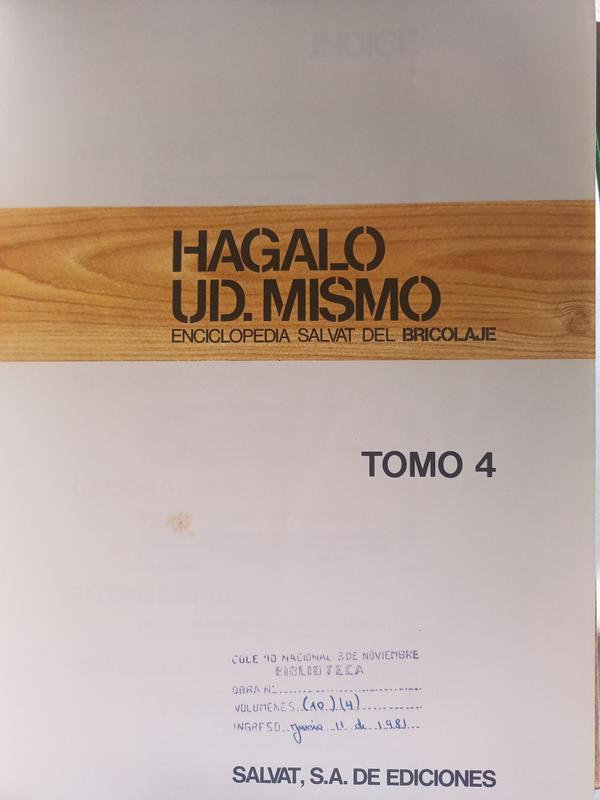 HAGALO
UD. MISMO
ENCICLOPEDIA SALVAT DEL BRICOLAJE
TOMO 4
NACIONAL 3 DE NOVIEMBRE
BIBLIOTECA
OBRA
VOLUMENES (10) (4)
INGRESO Junio 11 de 1981
SALVAT, S.A. DE EDICIONES